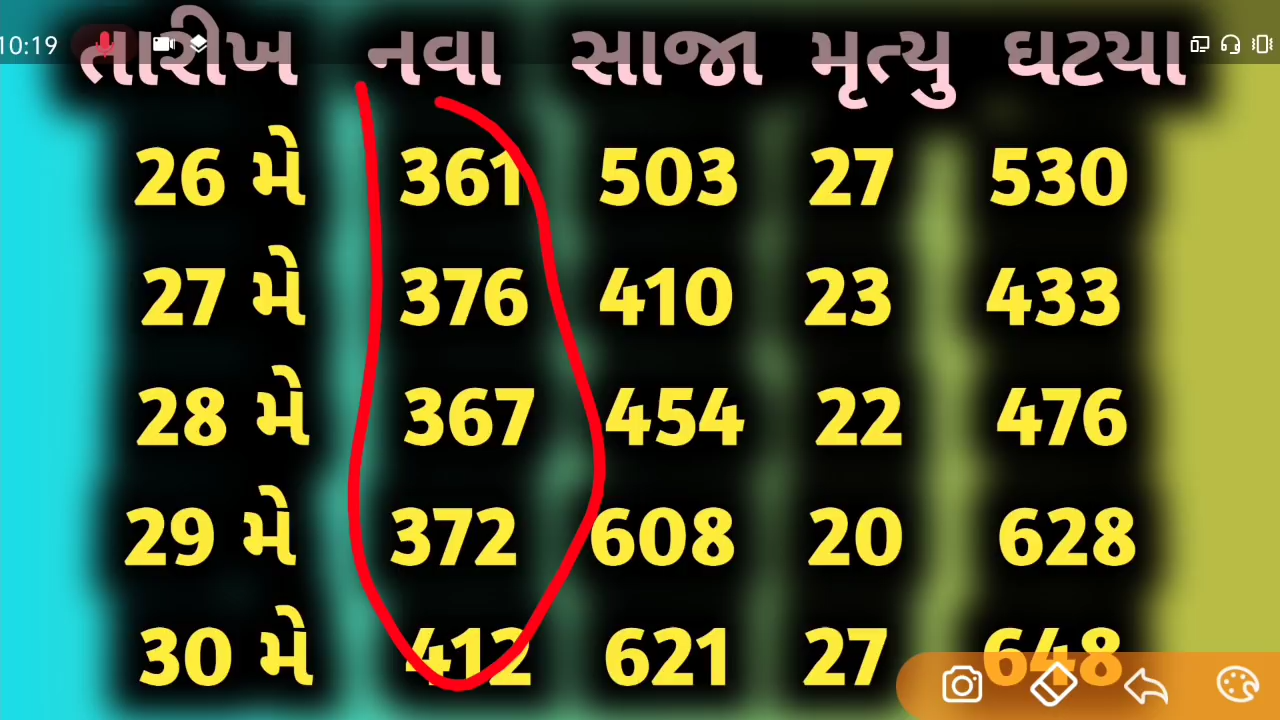 10:19
તારીખ નવા સાજા મૃત્યુ ઘટયા
26 મે 361 503 27 530
27 મે 376 410 23 433
28 મે 367 454 22 476
29 મે 372 608 20 628
30 મે 412 621 27 648